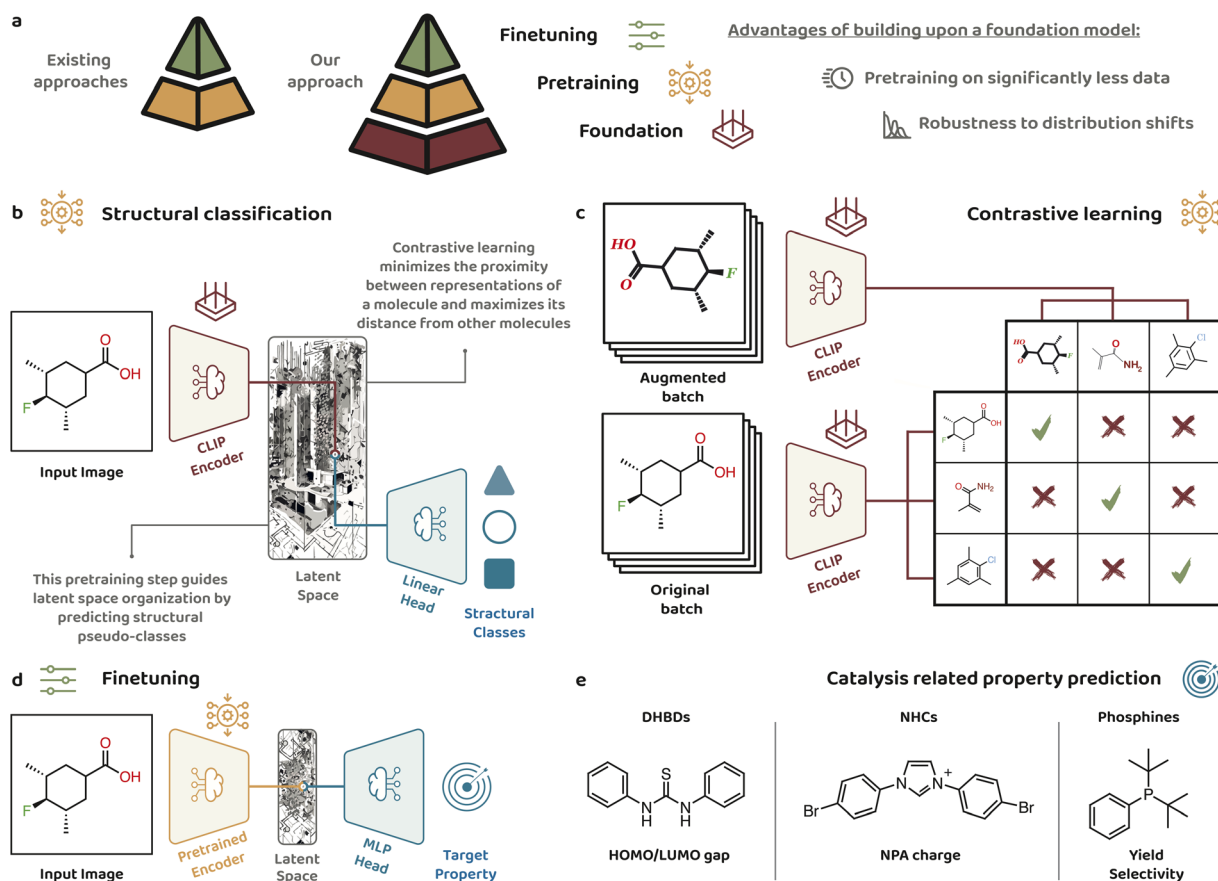 a
Existing
approaches
Our
approach
Finetuning
Pretraining
Foundation
Advantages of building upon a foundation model:
Pretraining on significantly less data
Robustness to distribution shifts
b
Structural classification
Contrastive learning
minimizes the proximity
between representations of
a molecule and maximizes its
distance from other molecules
O
OH
F
Input Image
CLIP
Encoder
Latent
Space
Linear
Head
Stractural
Classes
This pretraining step guides
latent space organization by
predicting structural
pseudo-classes
c
Contrastive learning
HO
O
F
Augmented
batch
CLIP
Encoder
O
OH
F
Original
batch
CLIP
Encoder
HO
O
F
O
NH₂
Cl
O
OH
F
O
NH₂
Cl
d
Finetuning
O
OH
F
Input Image
Pretrained
Encoder
Latent
Space
MLP
Head
Target
Property
e
Catalysis related property prediction
DHBDs
S
N
H
N
H
HOMO/LUMO gap
NHCs
Br
N
N
+
Br
NPA charge
Phosphines
P
Yield
Selectivity